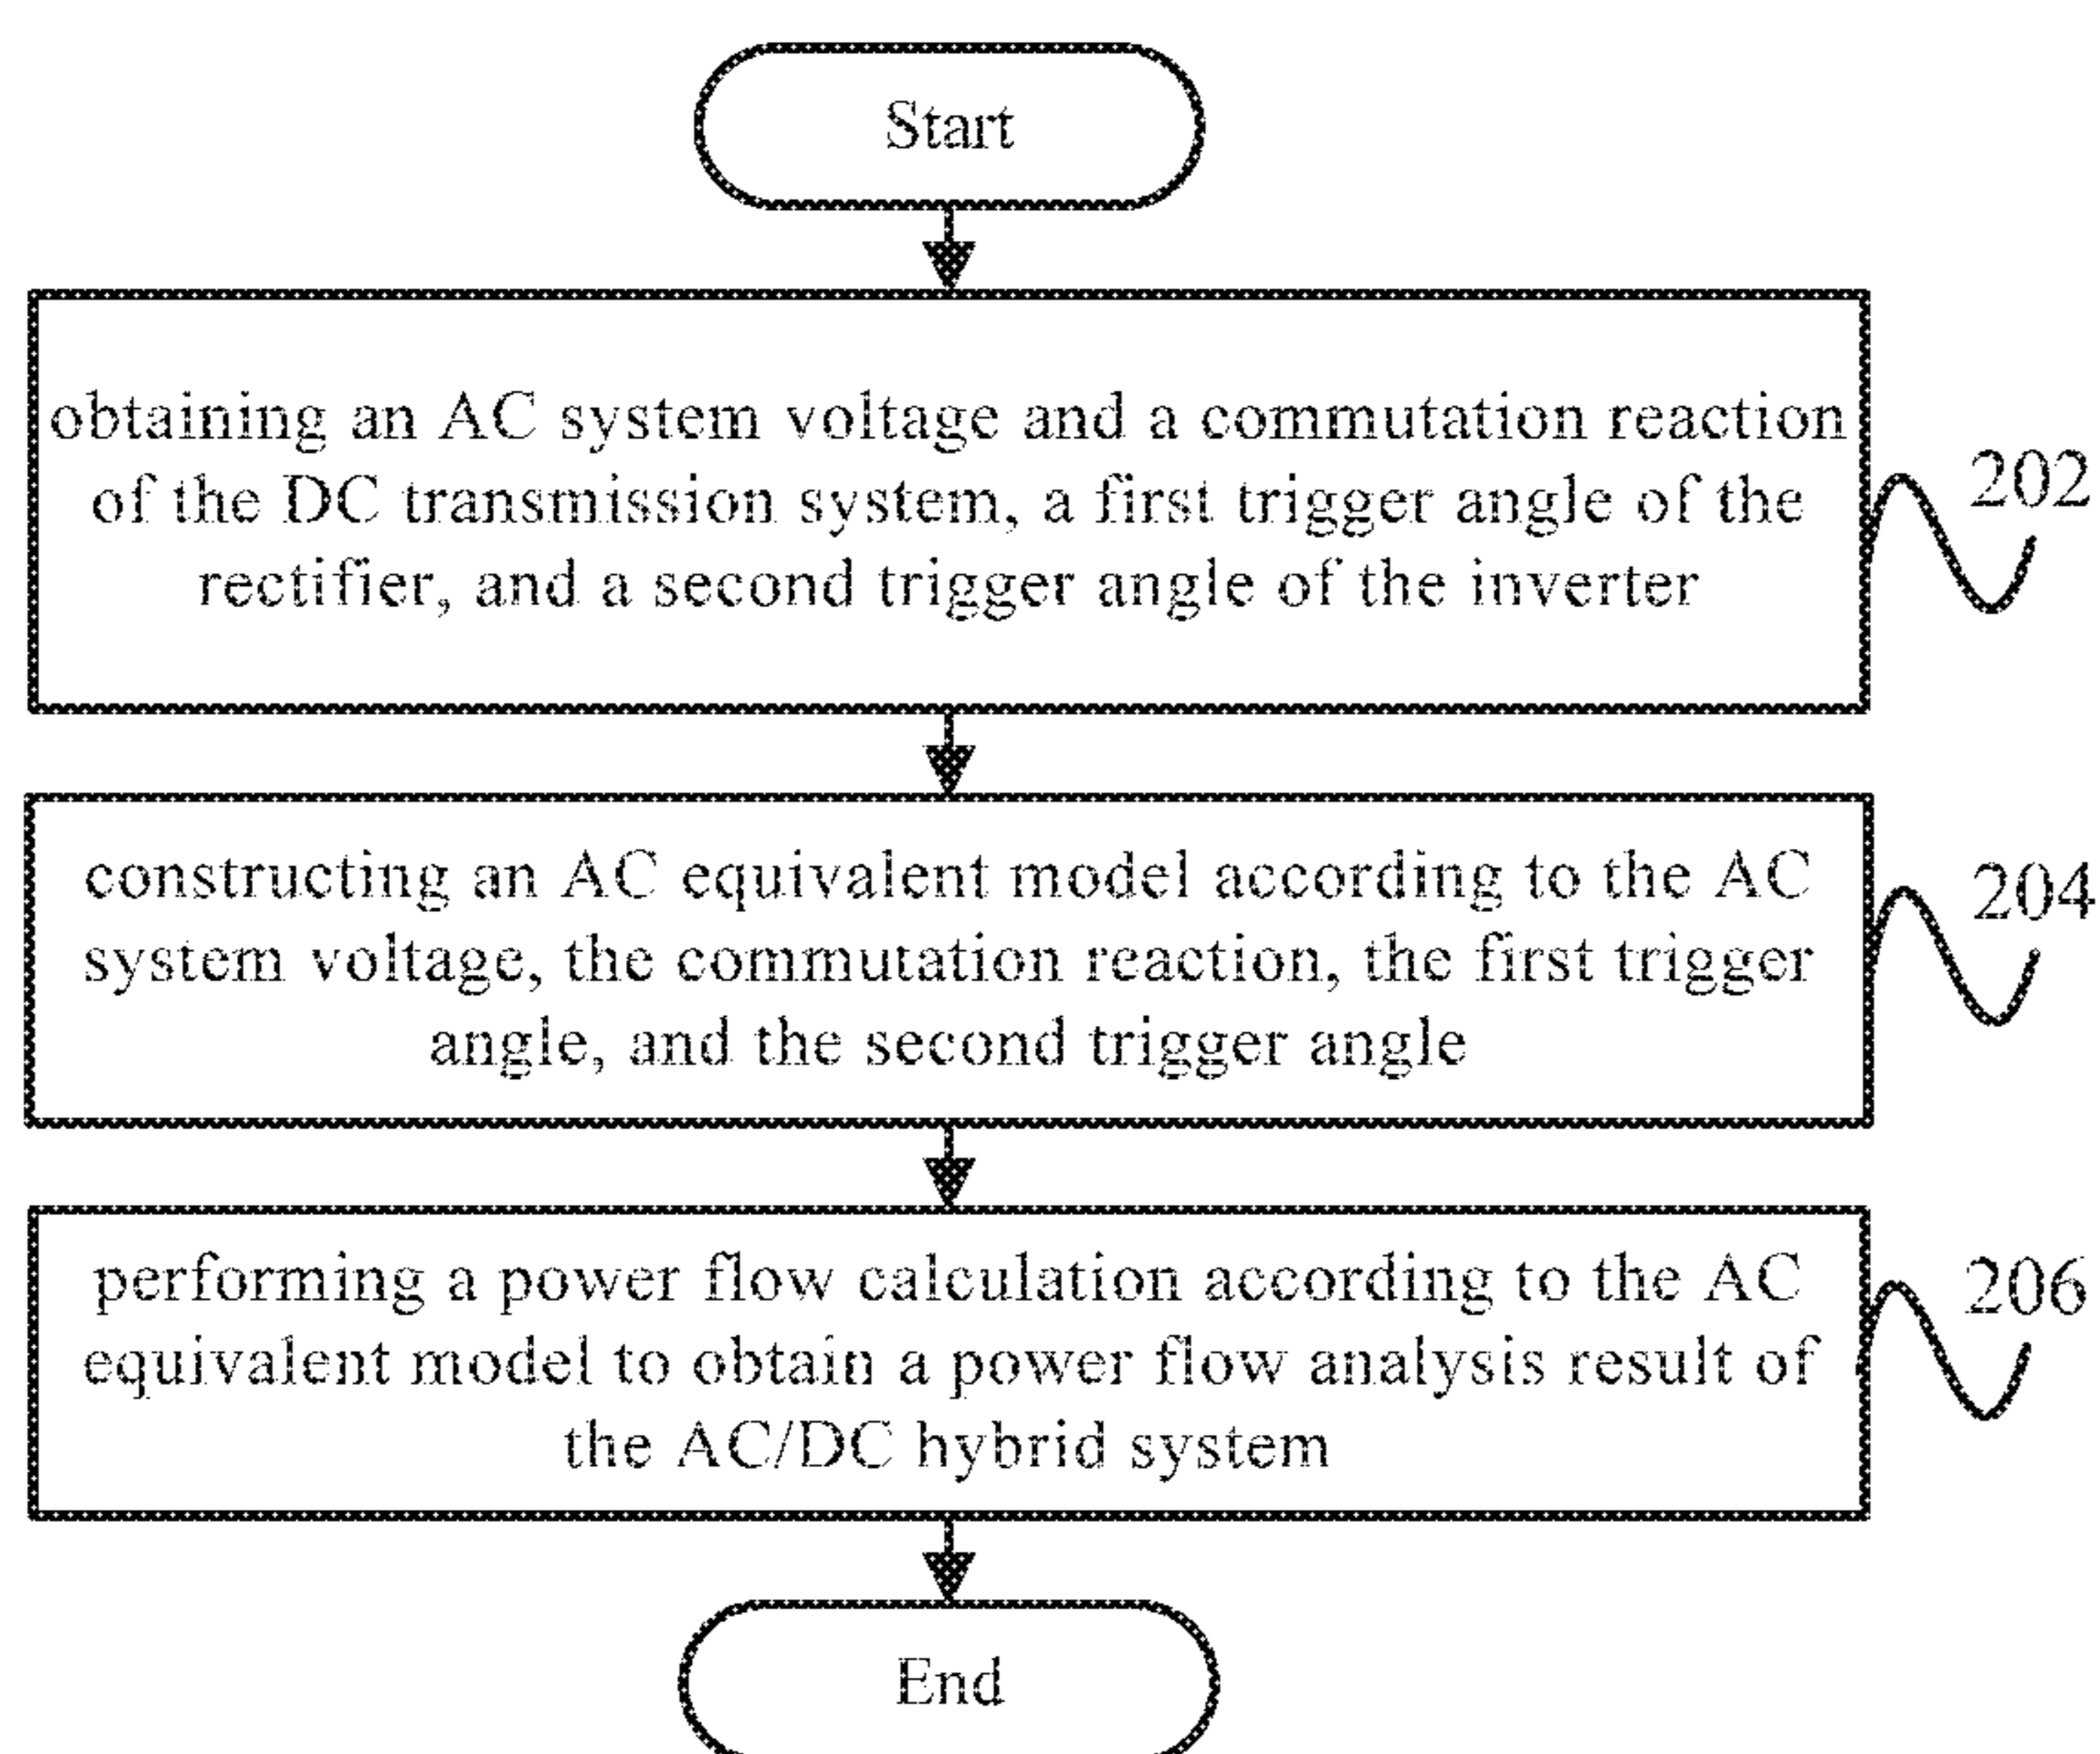 Start
obtaining an AC system voltage and a commutation reaction
of the DC transmission system, a first trigger angle of the
rectifier, and a second trigger angle of the inverter
202
constructing an AC equivalent model according to the AC
system voltage, the commutation reaction, the first trigger
angle, and the second trigger angle
204
performing a power flow calculation according to the AC
equivalent model to obtain a power flow analysis result of
the AC/DC hybrid system
206
End